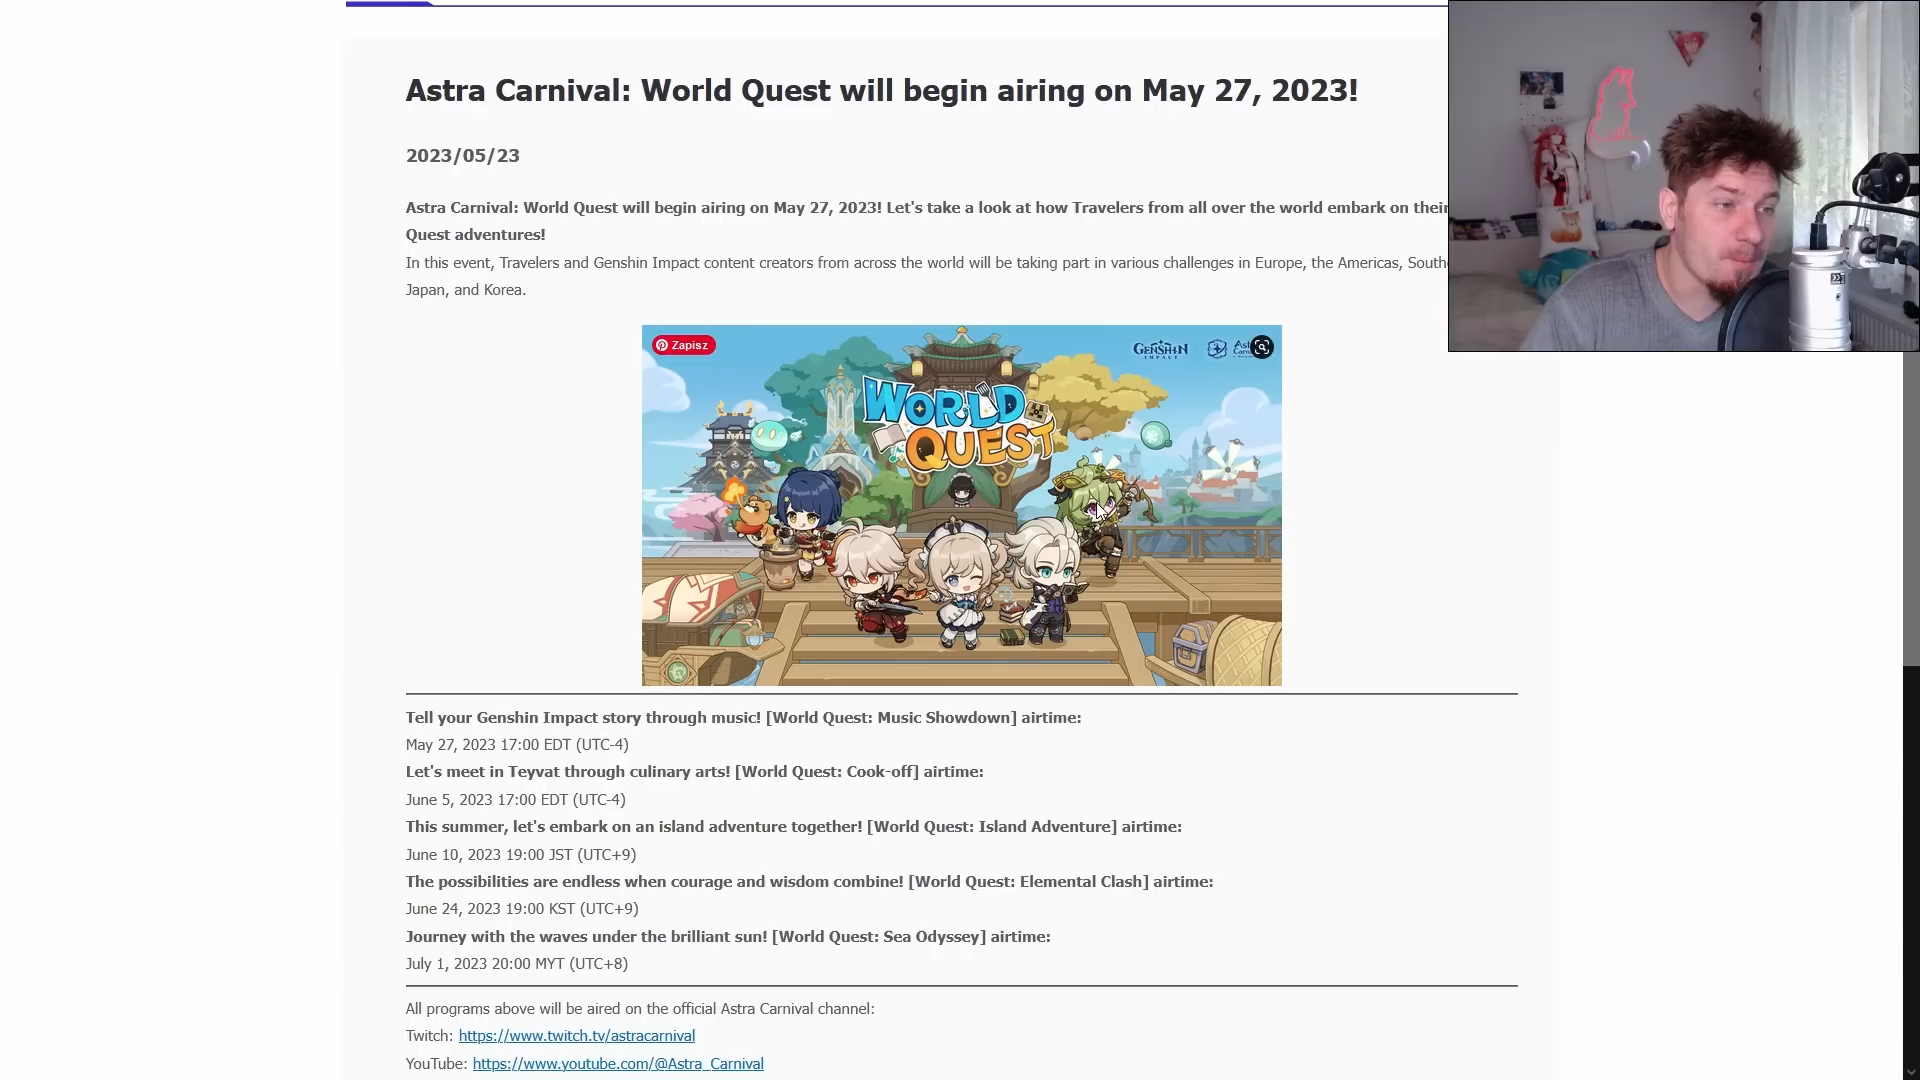 Astra Carnival: World Quest will begin airing on May 27, 2023!
2023/05/23
Astra Carnival: World Quest will begin airing on May 27, 2023! Let's take a look at how Travelers from all over the world embark on their
Quest adventures!
In this event, Travelers and Genshin Impact content creators from across the world will be taking part in various challenges in Europe, the Americas,
Japan, and Korea.
Zapisz
GENSHIN
IMPACT
WORLD
QUEST
Tell your Genshin Impact story through music! [World Quest: Music Showdown] airtime:
May 27, 2023 17:00 EDT (UTC-4)
Let's meet in Teyvat through culinary arts! [World Quest: Cook-off] airtime:
June 5, 2023 17:00 EDT (UTC-4)
This summer, let's embark on an island adventure together! [World Quest: Island Adventure] airtime:
June 10, 2023 19:00 JST (UTC+9)
The possibilities are endless when courage and wisdom combine! [World Quest: Elemental Clash] airtime:
June 24, 2023 19:00 KST (UTC+9)
Journey with the waves under the brilliant sun! [World Quest: Sea Odyssey] airtime:
July 1, 2023 20:00 MYT (UTC+8)
All programs above will be aired on the official Astra Carnival channel:
Twitch: https://www.twitch.tv/astracarnival
YouTube: https://www.youtube.com/@Astra_Carnival